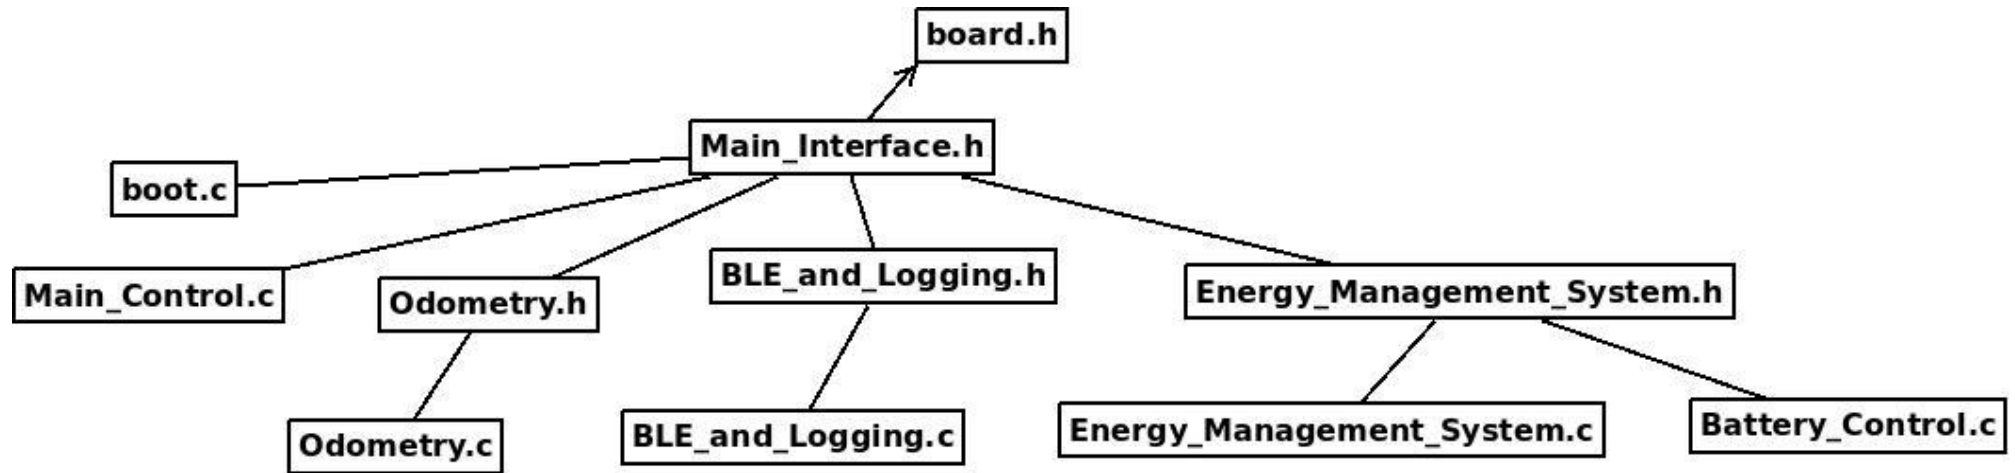 board.h
Main_Interface.h
boot.c
Main_Control.c
Odometry.h
BLE_and_Logging.h
Energy_Management_System.h
Odometry.c
BLE_and_Logging.c
Energy_Management_System.c
Battery_Control.c